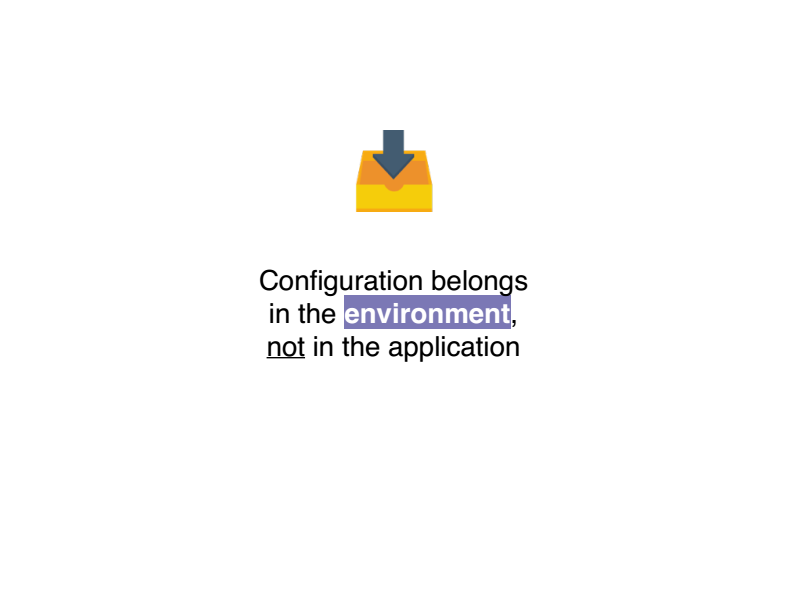 Configuration belongs
in the environment,
not in the application